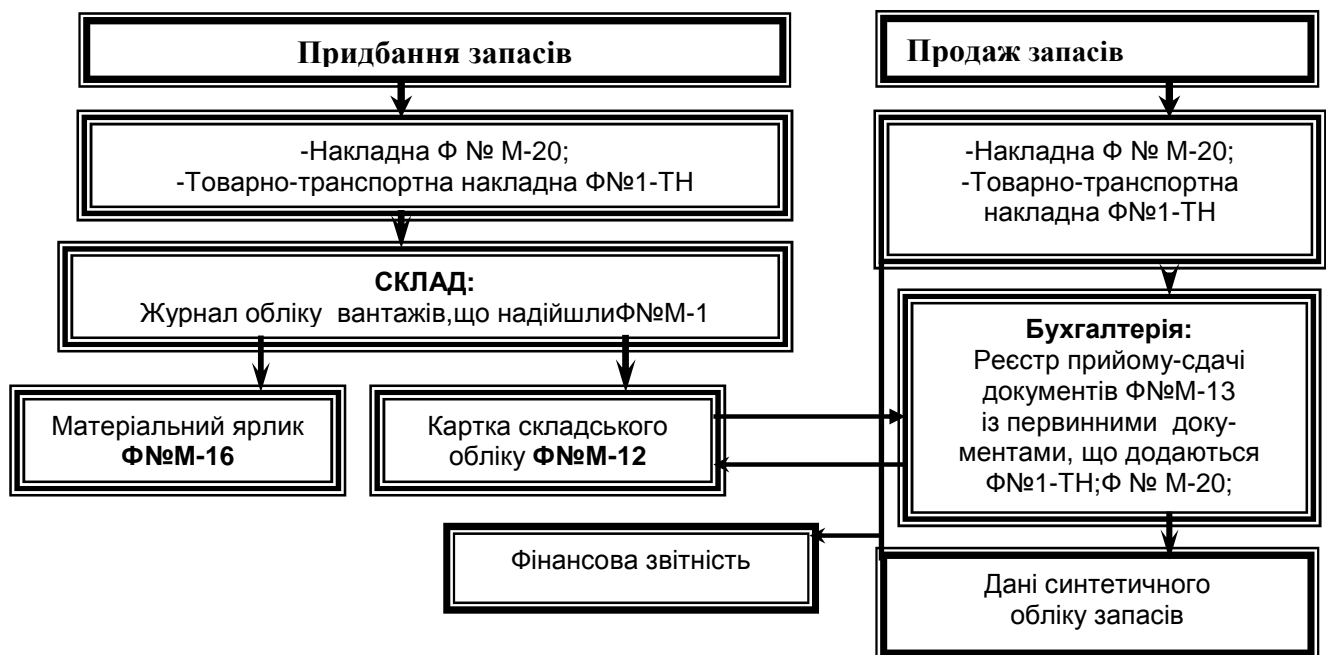 Придбання запасів
Продаж запасів
-Накладна Ф № М-20;
-Товарно-транспортна накладна Ф№1-ТН
-Накладна Ф № М-20;
-Товарно-транспортна
накладна Ф№1-ТН
СКЛАД:
Журнал обліку вантажів,що надійшлиФ№М-1
Бухгалтерія:
Реєстр прийому-сдачі
документів Ф№М-13
із первинними доку-
ментами, що додаються
Ф№1-ТН;Ф № М-20;
Матеріальний ярлик
Ф№М-16
Картка складського
обліку Ф№М-12
Фінансова звітність
Дані синтетичного
обліку запасів